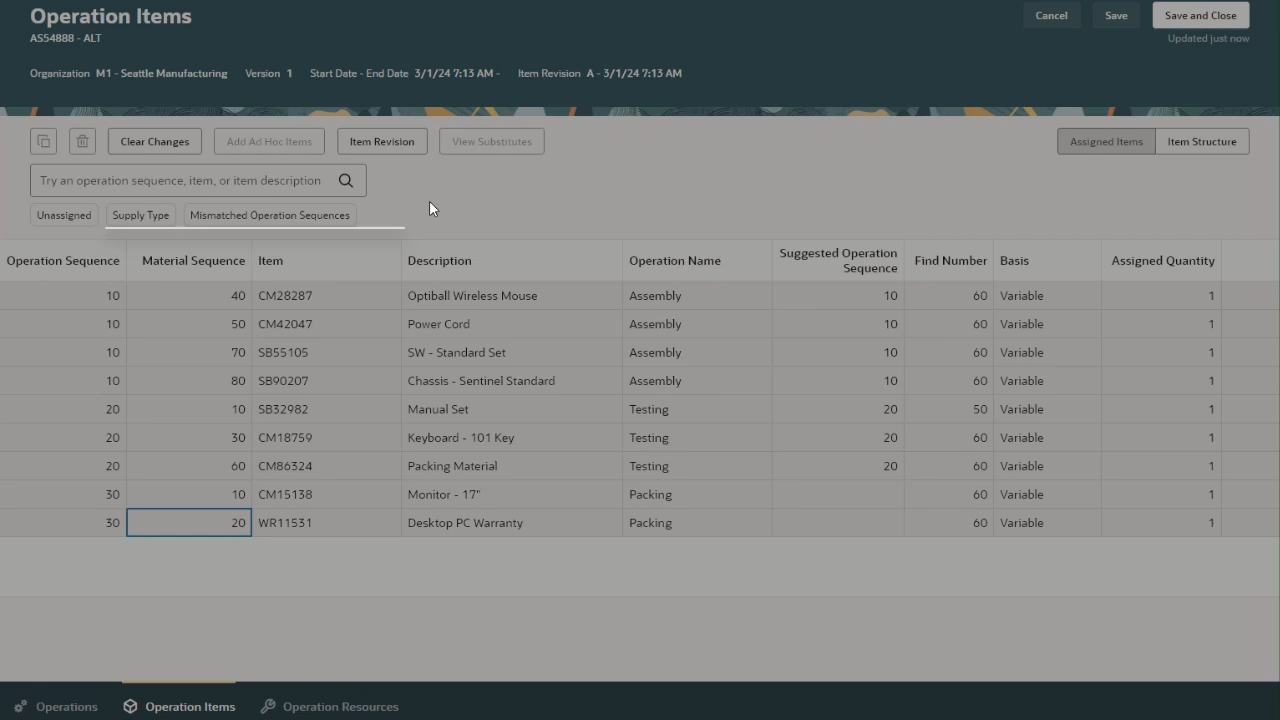 Operation Items
Cancel Save Save and Close
AS54888 - ALT
Updated just now
Organization M1 - Seattle Manufacturing Version 1 Start Date - End Date 3/1/24 7:13 AM - Item Revision A - 3/1/24 7:13 AM
Clear Changes Add Ad Hoc Items Item Revision View Substitutes Assigned Items Item Structure
Try an operation sequence, item, or item description
Unassigned Supply Type Mismatched Operation Sequences
Operation Sequence Material Sequence Item Description Operation Name Suggested Operation Sequence Find Number Basis Assigned Quantity
10 40 CM28287 Optiball Wireless Mouse Assembly 10 60 Variable 1
10 50 CM42047 Power Cord Assembly 10 60 Variable 1
10 70 SB55105 SW - Standard Set Assembly 10 60 Variable 1
10 80 SB90207 Chassis - Sentinel Standard Assembly 10 60 Variable 1
20 10 SB32982 Manual Set Testing 20 50 Variable 1
20 30 CM18759 Keyboard - 101 Key Testing 20 60 Variable 1
20 60 CM86324 Packing Material Testing 20 60 Variable 1
30 10 CM15138 Monitor - 17" Packing 60 Variable 1
30 20 WR11531 Desktop PC Warranty Packing 60 Variable 1
Operations Operation Items Operation Resources